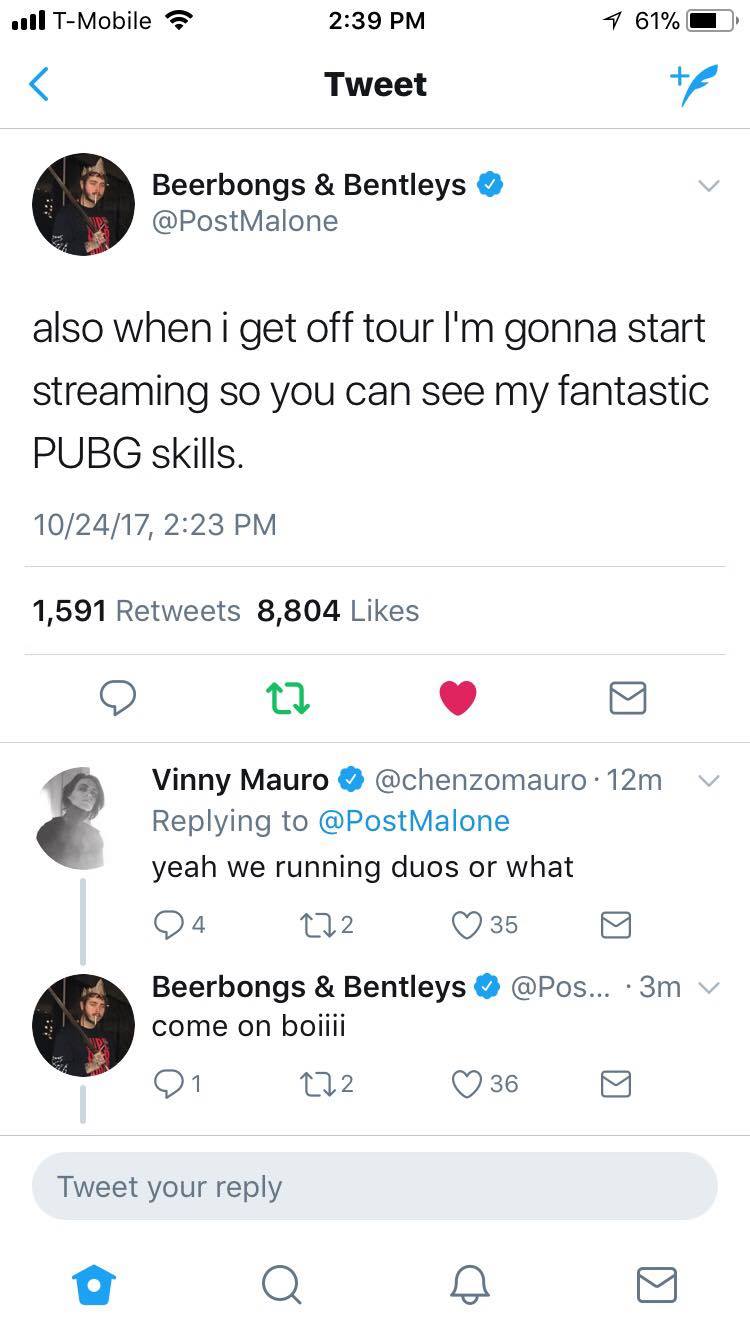 T-Mobile 2:39 PM 61%
Tweet
Beerbongs & Bentleys
@PostMalone
also when i get off tour I'm gonna start
streaming so you can see my fantastic
PUBG skills.
10/24/17, 2:23 PM
1,591 Retweets 8,804 Likes
Vinny Mauro @chenzomauro · 12m
Replying to @PostMalone
yeah we running duos or what
4 2 35
Beerbongs & Bentleys @Pos... · 3m
come on boiiii
1 2 36
Tweet your reply